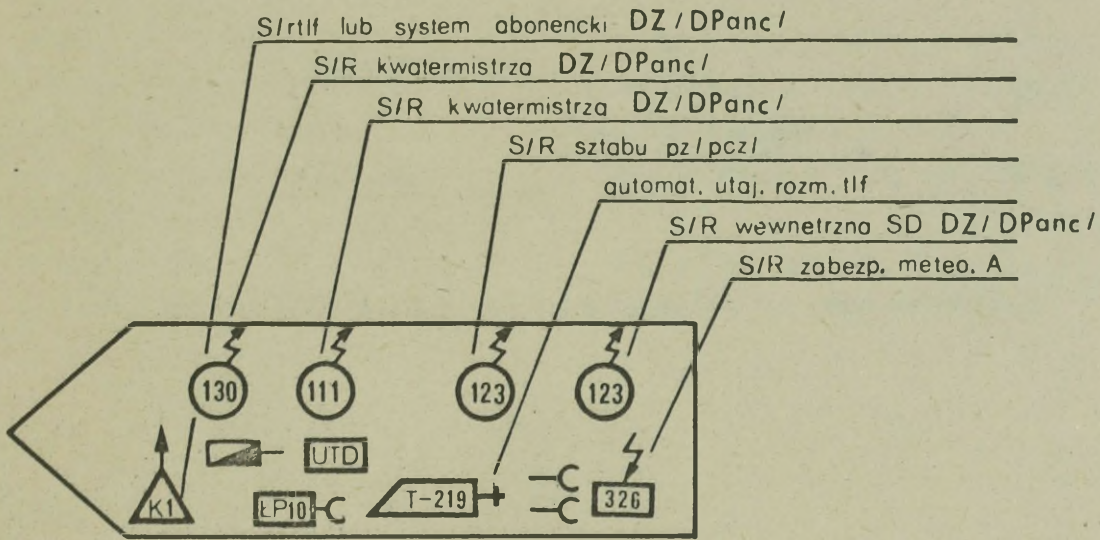 S/rtlf lub system abonencki DZ/DPanc/
S/R kwatermistrza DZ/DPanc/
S/R kwatermistrza DZ/DPanc/
S/R sztabu pz/pcz/
automat. utaj. rozm. tlf
S/R wewnetrzna SD DZ/DPanc/
S/R zabezp. meteo. A
130
111
123
123
UTD
K1
ŁP10
T-219
326